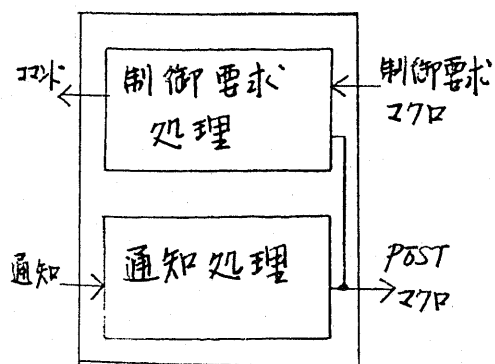 コマンド
制御要求
処理
制御要求
マクロ
通知
通知処理
POST
マクロ